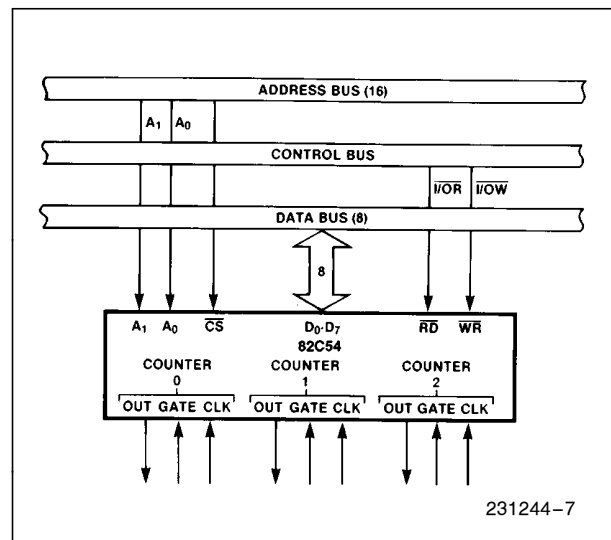 ADDRESS BUS (16)
A1 A0
CONTROL BUS
I/OR I/OW
DATA BUS (8)
8
A1 A0 CS D0-D7 RD WR
82C54
COUNTER COUNTER COUNTER
0 1 2
OUT GATE CLK OUT GATE CLK OUT GATE CLK
231244-7